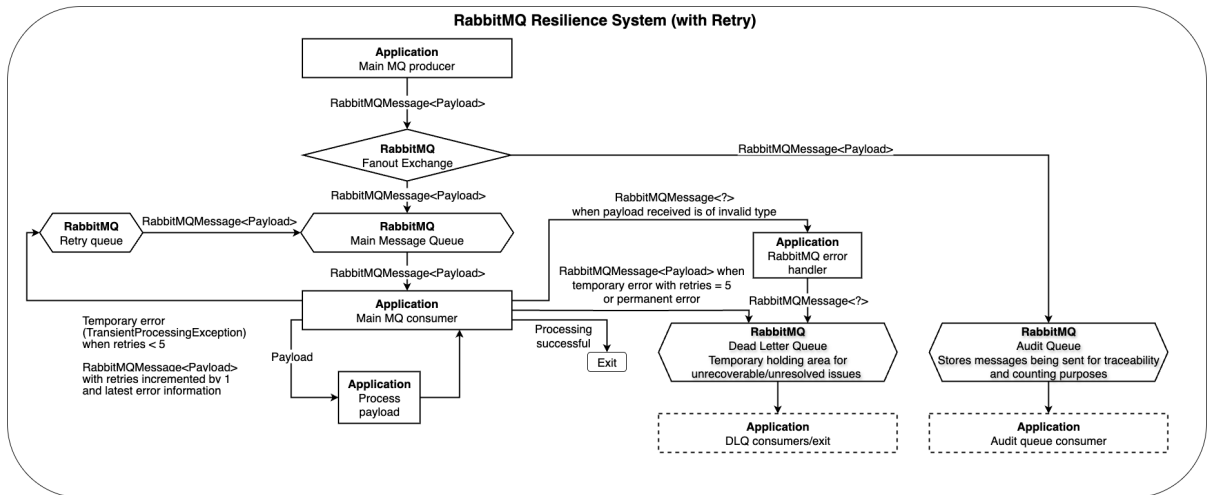 RabbitMQ Resilience System (with Retry)
Application
Main MQ producer
RabbitMQMessage<Payload>
RabbitMQ
Fanout Exchange
RabbitMQMessage<Payload>
RabbitMQMessage<Payload>
RabbitMQMessage<?>
when payload received is of invalid type
RabbitMQ
Retry queue
RabbitMQMessage<Payload>
RabbitMQ
Main Message Queue
Application
RabbitMQ error
handler
RabbitMQMessage<Payload>
RabbitMQMessage<Payload> when
temporary error with retries = 5
or permanent error
RabbitMQMessage<?>
Application
Main MQ consumer
Temporary error
(TransientProcessingException)
when retries < 5
RabbitMQMessage<Payload>
with retries incremented by 1
and latest error information
Payload
Processing
successful
Exit
Application
Process
payload
RabbitMQ
Dead Letter Queue
Temporary holding area for
unrecoverable/unresolved issues
RabbitMQ
Audit Queue
Stores messages being sent for traceability
and counting purposes
Application
DLQ consumers/exit
Application
Audit queue consumer